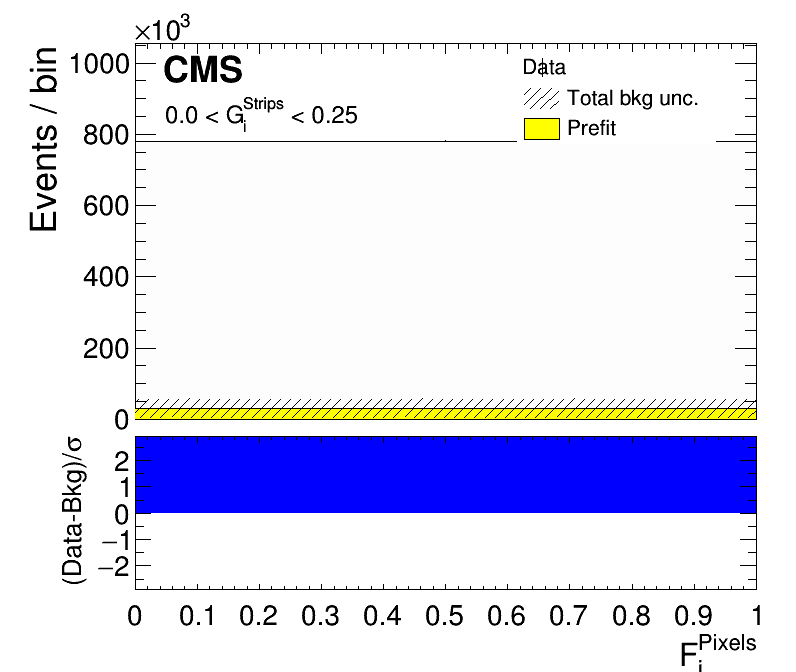 ×10³
Events / bin
1000
800
600
400
200
0
CMS
0.0 < G_i^Strips < 0.25
Data
Total bkg unc.
Prefit
(Data-Bkg)/σ
2
1
0
−1
−2
0 0.1 0.2 0.3 0.4 0.5 0.6 0.7 0.8 0.9 1
F_i^Pixels